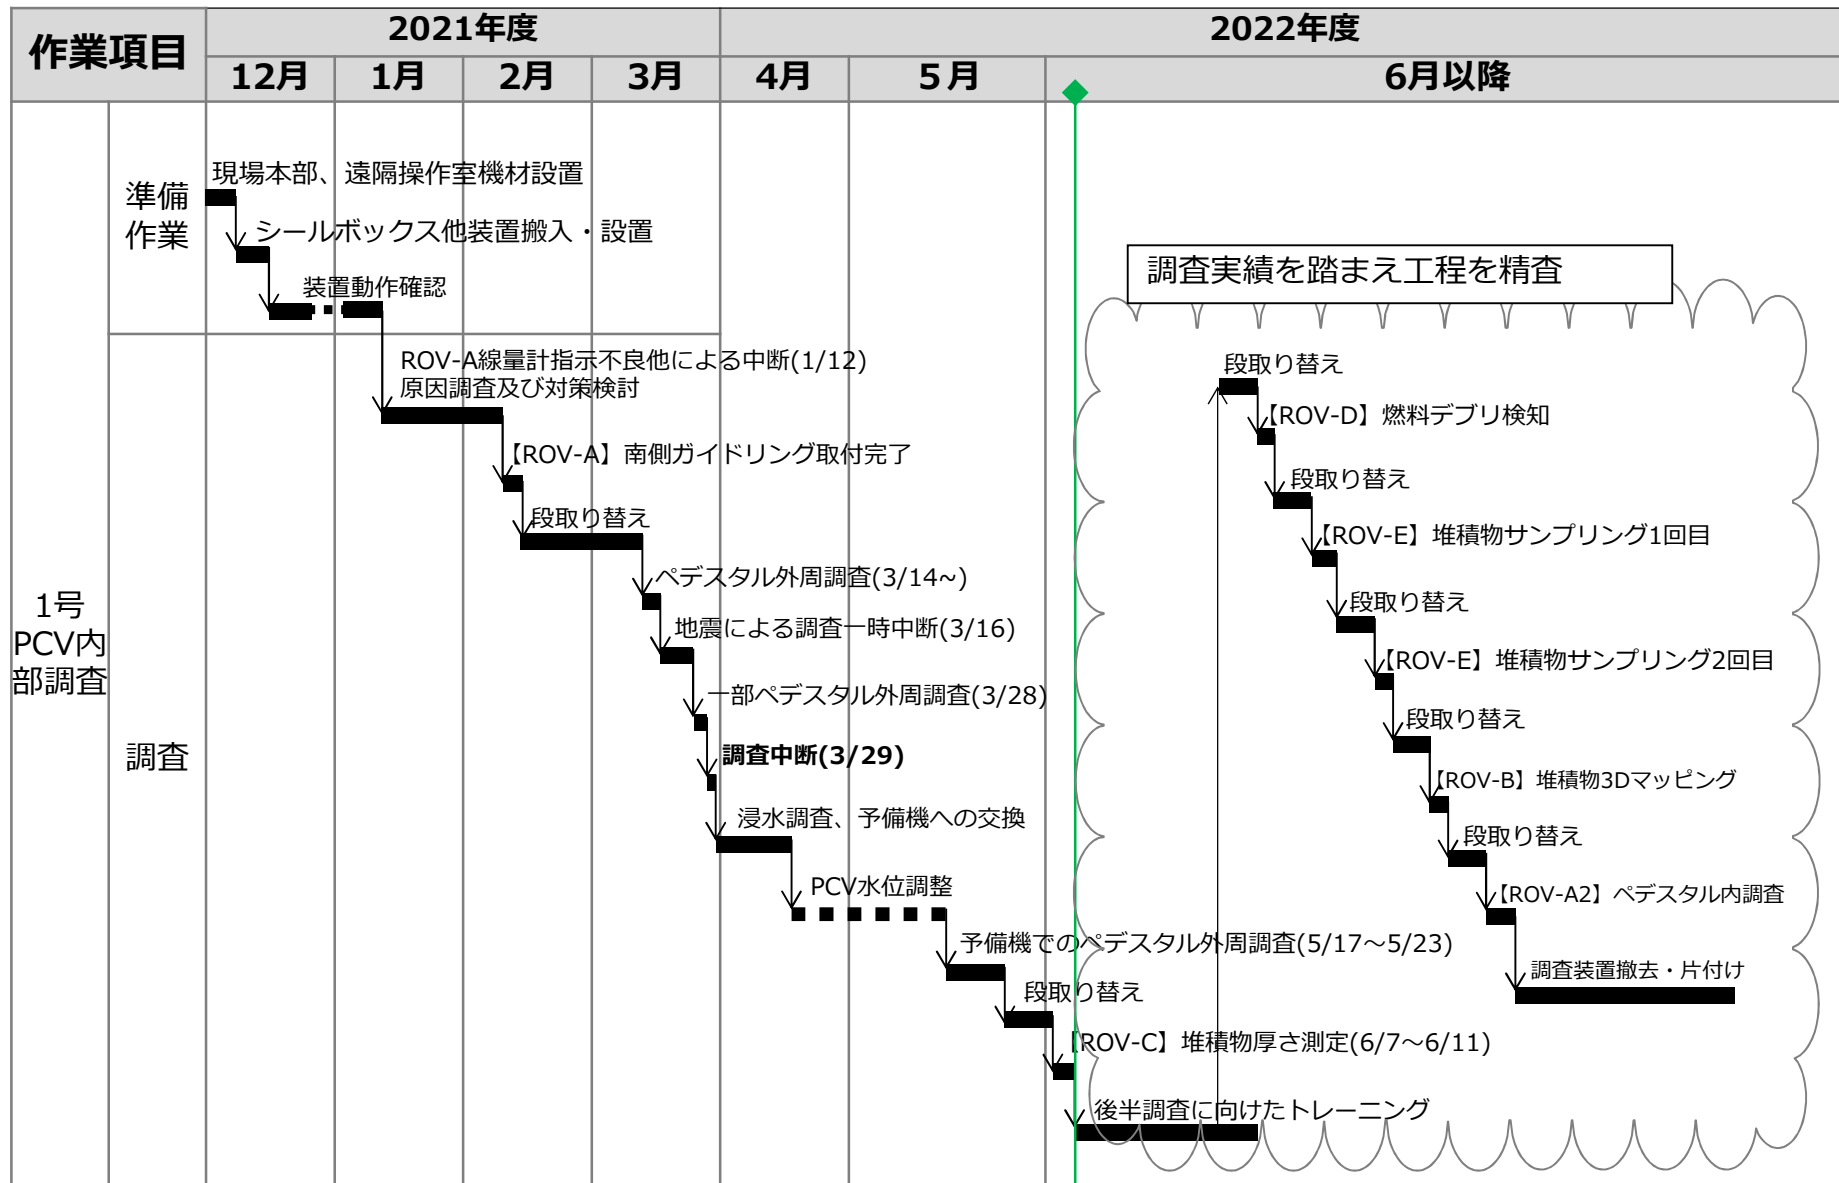 作業項目
2021年度
2022年度
12月
1月
2月
3月
4月
5月
6月以降
1号
PCV内
部調査
準備
作業
現場本部、遠隔操作室機材設置
シールボックス他装置搬入・設置
装置動作確認
調査
ROV-A線量計指示不良他による中断(1/12)
原因調査及び対策検討
【ROV-A】南側ガイドリング取付完了
段取り替え
ペデスタル外周調査(3/14~)
地震による調査一時中断(3/16)
一部ペデスタル外周調査(3/28)
調査中断(3/29)
浸水調査、予備機への交換
PCV水位調整
予備機でのペデスタル外周調査(5/17～5/23)
段取り替え
【ROV-C】堆積物厚さ測定(6/7～6/11)
後半調査に向けたトレーニング
調査実績を踏まえ工程を精査
段取り替え
【ROV-D】燃料デブリ検知
段取り替え
【ROV-E】堆積物サンプリング1回目
段取り替え
【ROV-E】堆積物サンプリング2回目
段取り替え
【ROV-B】堆積物3Dマッピング
段取り替え
【ROV-A2】ペデスタル内調査
調査装置撤去・片付け